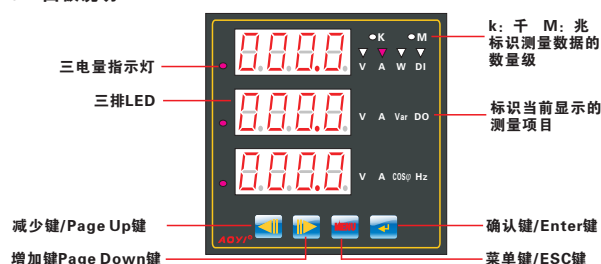 k：千 M：兆
标识测量数据的
数量级
K M
8.8.8.8
V A W DI
三电量指示灯
三排LED
8.8.8.8
V A Var DO
标识当前显示的
测量项目
8.8.8.8
V A COSφ Hz
减少键/Page Up键
确认键/Enter键
Menu
AOYI®
增加键Page Down键
菜单键/ESC键